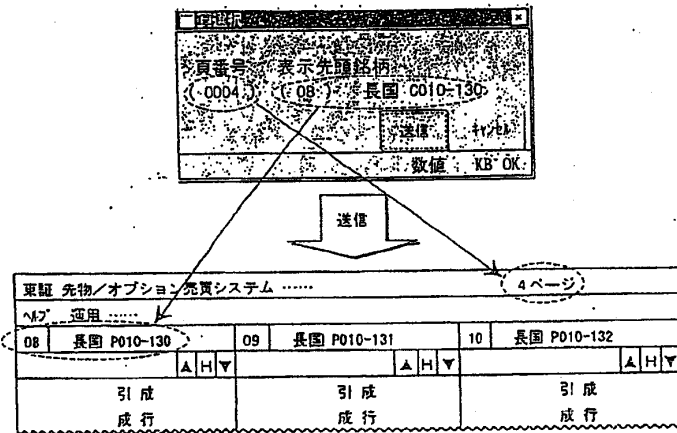 頁選択
頁番号 表示先頭銘柄
( 0004 ) ( 08 ) 長国 C010-130
送信 キャンセル
数値 KB OK
送信
東証 先物/オプション売買システム …… 4 ページ
ヘルプ 運用 ……
08 長国 P010-130 09 長国 P010-131 10 長国 P010-132
▲ H ▼ ▲ H ▼ ▲ H ▼
引成 引成 引成
成行 成行 成行